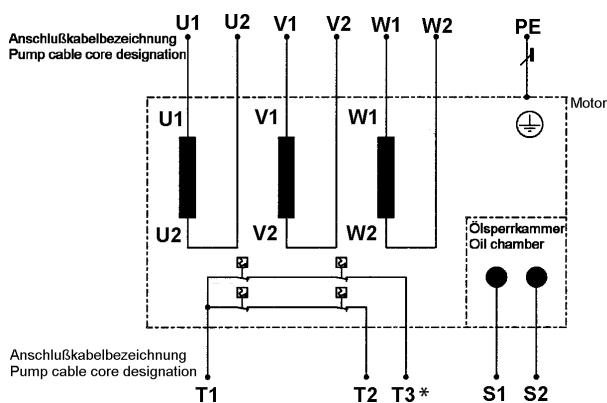 U1 U2 V1 V2 W1 W2 PE
Anschlußkabelbezeichnung
Pump cable core designation
Motor
U1 V1 W1
U2 V2 W2
Ölsperrkammer
Oil chamber
Anschlußkabelbezeichnung
Pump cable core designation
T1 T2 T3* S1 S2